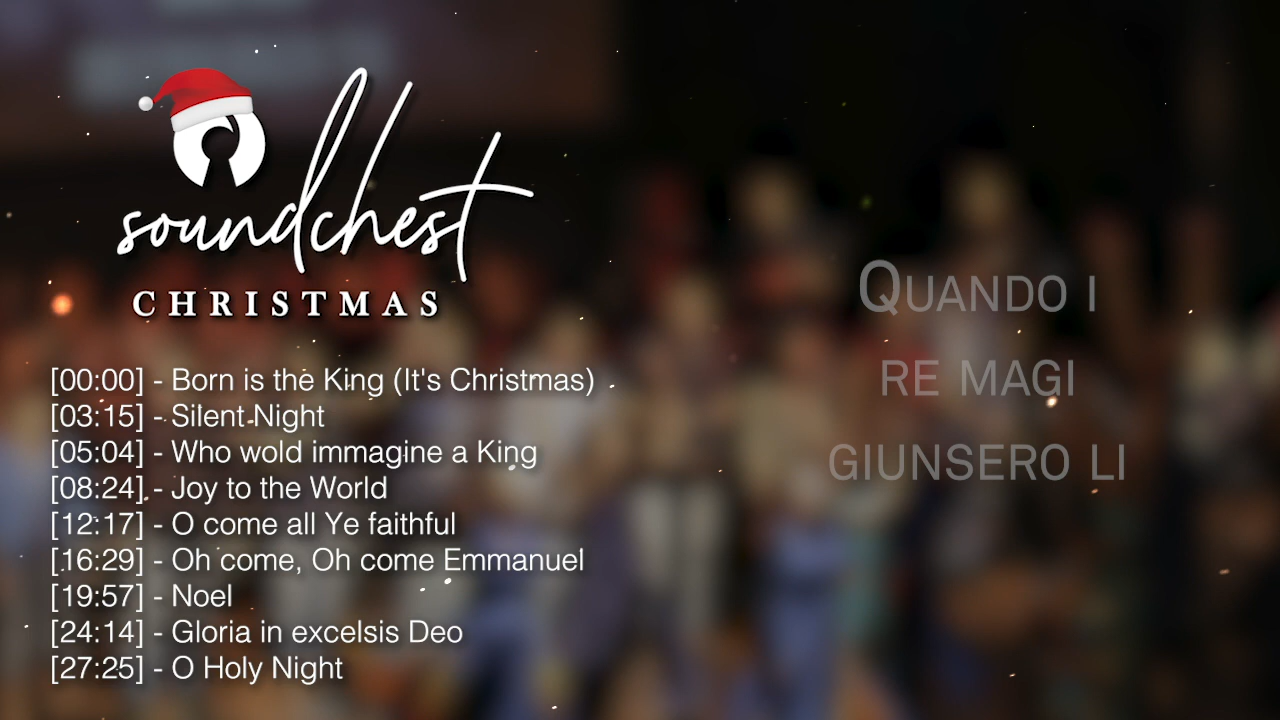 soundchest
CHRISTMAS
[00:00] - Born is the King (It's Christmas)
[03:15] - Silent Night
[05:04] - Who wold immagine a King
[08:24] - Joy to the World
[12:17] - O come all Ye faithful
[16:29] - Oh come, Oh come Emmanuel
[19:57] - Noel
[24:14] - Gloria in excelsis Deo
[27:25] - O Holy Night
QUANDO I
RE MAGI
GIUNSERO LI